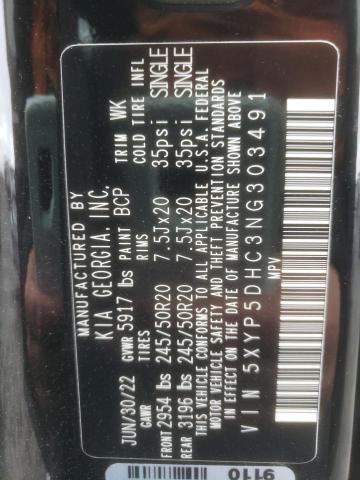 MANUFACTURED BY
KIA GEORGIA, INC.
JUN/30/22 GVWR 5917 lbs PAINT BCP TRIM WK
GAWR TIRES RIMS COLD TIRE INFL
FRONT 2954 lbs 245/50R20 7.5JX20 35psi SINGLE
REAR 3196 lbs 245/50R20 7.5JX20 35psi SINGLE
THIS VEHICLE CONFORMS TO ALL APPLICABLE U.S.A. FEDERAL
MOTOR VEHICLE SAFETY AND THEFT PREVENTION STANDARDS
IN EFFECT ON THE DATE OF MANUFACTURE SHOWN ABOVE
VIN 5XYP5DHC3NG303491
MPV
9110